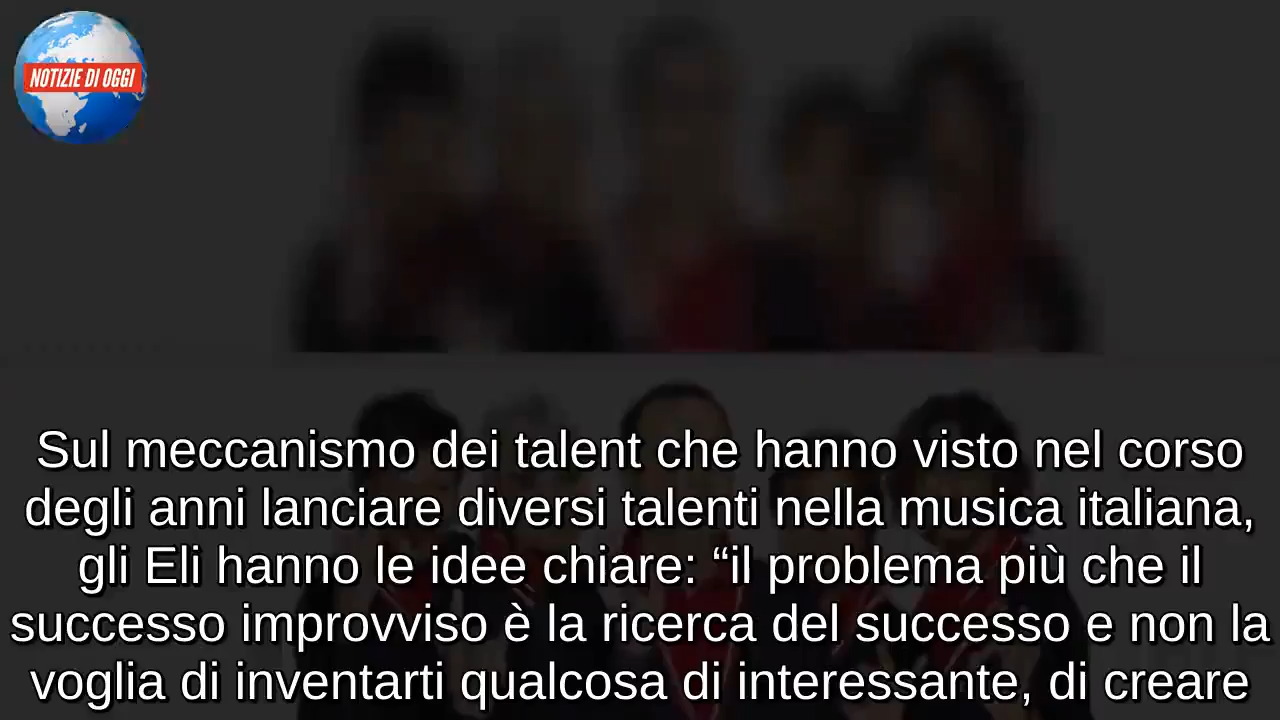 NOTIZIE DI OGGI
Sul meccanismo dei talent che hanno visto nel corso
degli anni lanciare diversi talenti nella musica italiana,
gli Eli hanno le idee chiare: “il problema più che il
successo improvviso è la ricerca del successo e non la
voglia di inventarti qualcosa di interessante, di creare